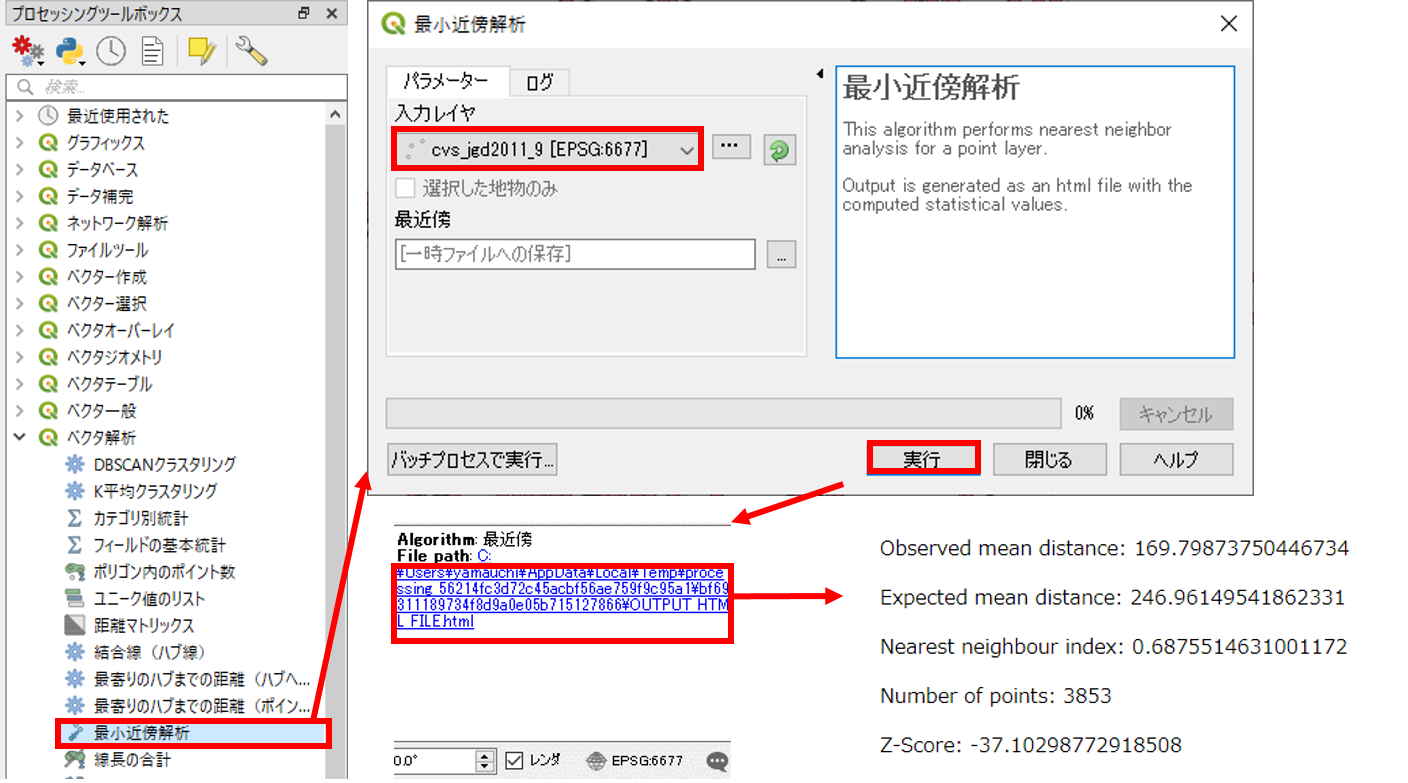 プロセッシングツールボックス
検索...
最近使用された
グラフィックス
データベース
データ補完
ネットワーク解析
ファイルツール
ベクター作成
ベクター選択
ベクタオーバーレイ
ベクタジオメトリ
ベクタテーブル
ベクター一般
ベクタ解析
DBSCANクラスタリング
K平均クラスタリング
カテゴリ別統計
フィールドの基本統計
ポリゴン内のポイント数
ユニーク値のリスト
距離マトリックス
結合線（ハブ線）
最寄りのハブまでの距離（ハブへ...
最寄りのハブまでの距離（ポイン...
最小近傍解析
線長の合計
最小近傍解析
パラメーター
ログ
入力レイヤ
cvs_jgd2011_9 [EPSG:6677]
...
選択した地物のみ
最近傍
[一時ファイルへの保存]
...
最小近傍解析
This algorithm performs nearest neighbor
analysis for a point layer.
Output is generated as an html file with the
computed statistical values.
0%
キャンセル
バッチプロセスで実行...
実行
閉じる
ヘルプ
Algorithm: 最近傍
File path: C:
¥Users¥yamauchi¥AppData¥Local¥Temp¥proce
ssing_56214fc3d72c45acbf56ae759f9c95a1¥bf69
311189734f8d9a0e05b715127866¥OUTPUT_HTM
L_FILE.html
0.0°
レンダ
EPSG:6677
Observed mean distance: 169.79873750446734
Expected mean distance: 246.96149541862331
Nearest neighbour index: 0.6875514631001172
Number of points: 3853
Z-Score: -37.10298772918508